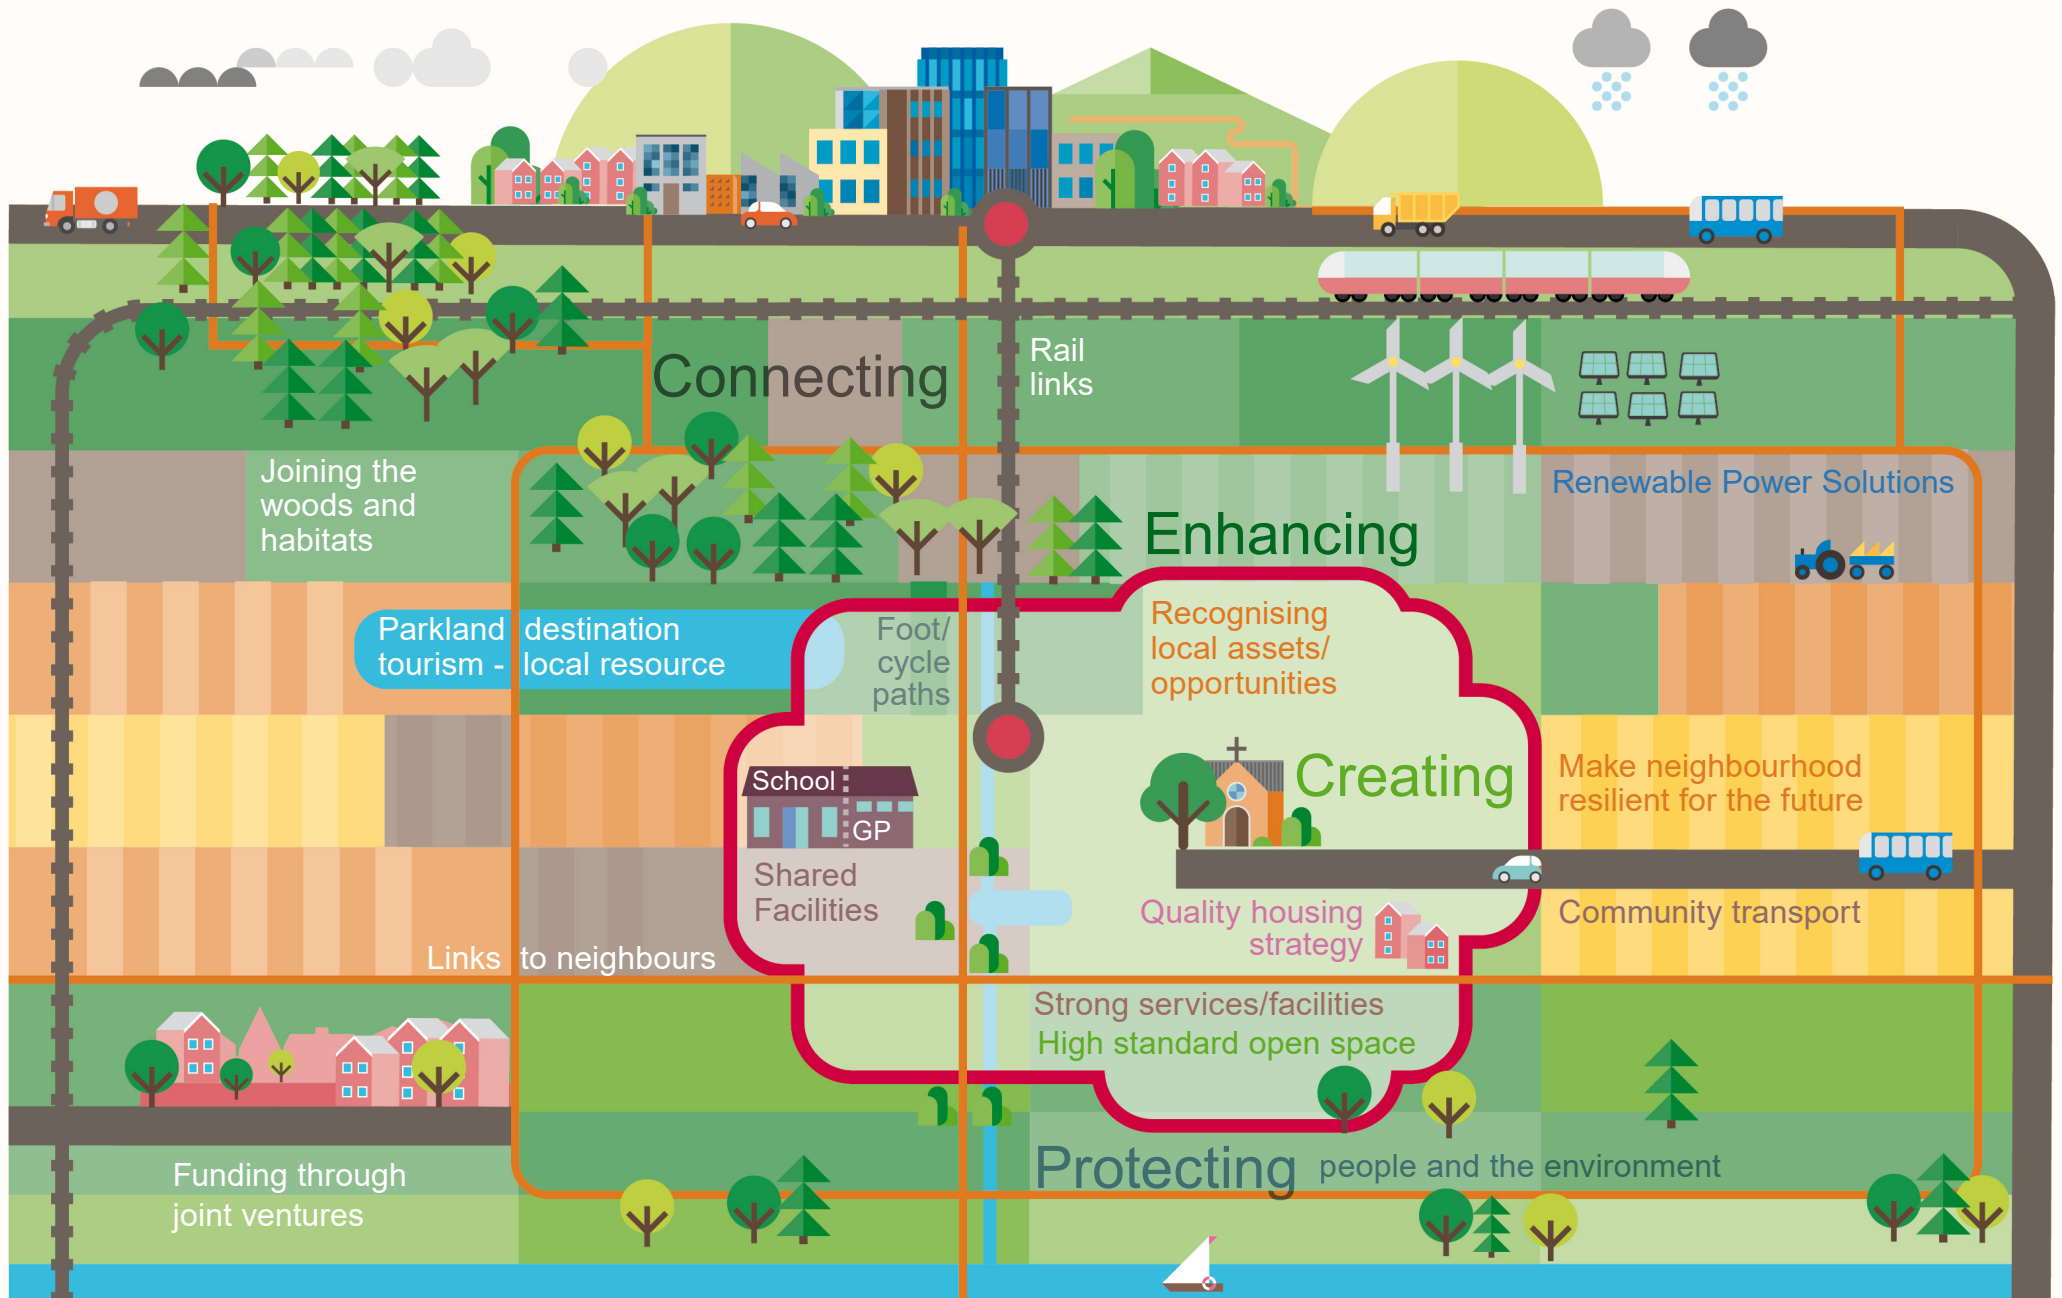 Connecting
Rail
links
Joining the
woods and
habitats
Renewable Power Solutions
Enhancing
Parkland destination
tourism - local resource
Foot/
cycle
paths
Recognising
local assets/
opportunities
School
GP
Creating
Make neighbourhood
resilient for the future
Shared
Facilities
Quality housing
strategy
Community transport
Links to neighbours
Strong services/facilities
High standard open space
Protecting people and the environment
Funding through
joint ventures